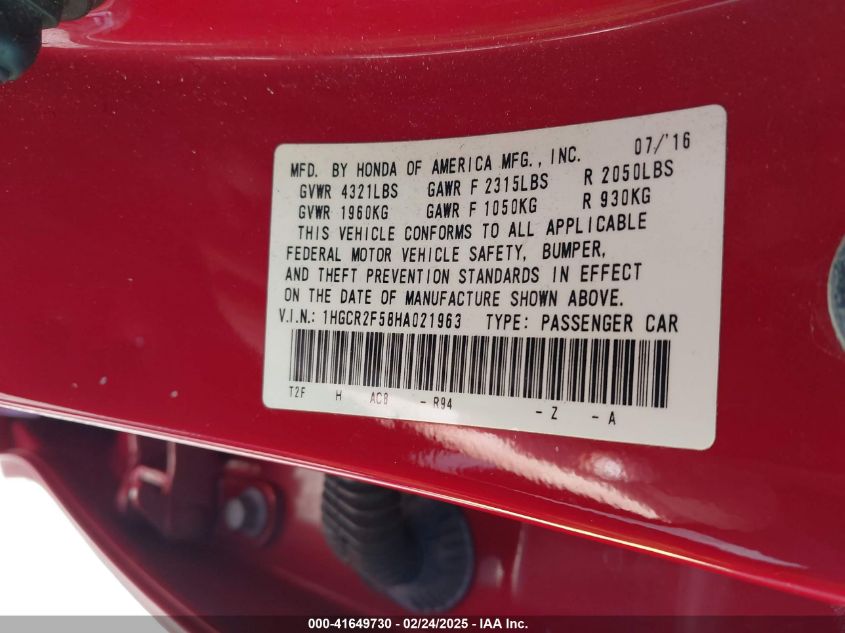 07/'16
MFD. BY HONDA OF AMERICA MFG., INC.
GVWR 4321LBS GAWR F 2315LBS R 2050LBS
GVWR 1960KG GAWR F 1050KG R 930KG
THIS VEHICLE CONFORMS TO ALL APPLICABLE
FEDERAL MOTOR VEHICLE SAFETY, BUMPER,
AND THEFT PREVENTION STANDARDS IN EFFECT
ON THE DATE OF MANUFACTURE SHOWN ABOVE.
V.I.N.: 1HGCR2F58HA021963 TYPE: PASSENGER CAR
T2F H AC8 - R94 - Z - A
000-41649730 - 02/24/2025 - IAA Inc.